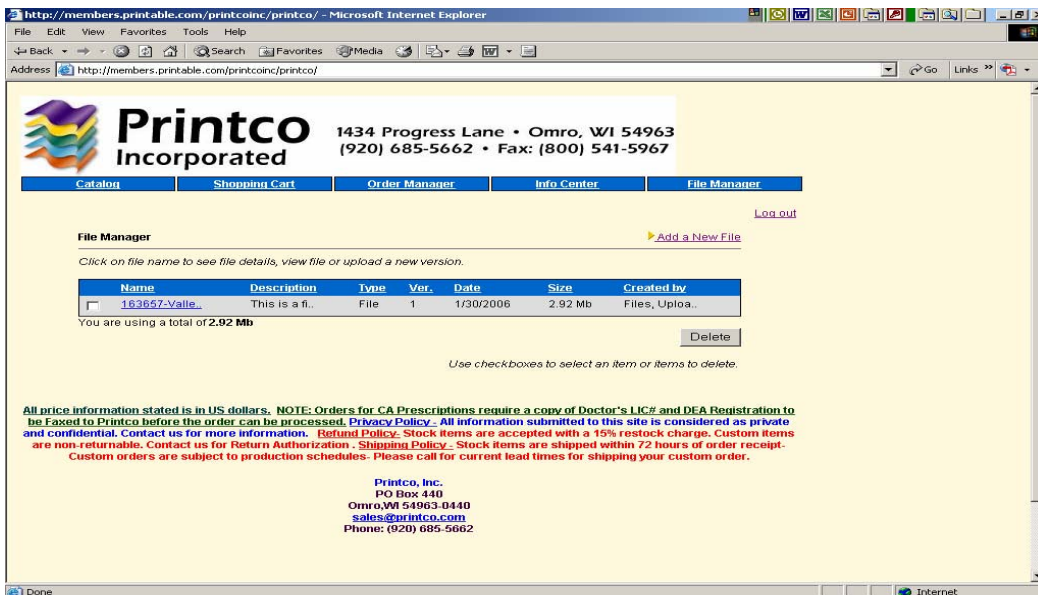 http://members.printable.com/printcoinc/printco/ - Microsoft Internet Explorer
File Edit View Favorites Tools Help
Back Search Favorites Media
Address http://members.printable.com/printcoinc/printco/ Go Links »
Printco
Incorporated
1434 Progress Lane • Omro, WI 54963
(920) 685-5662 • Fax: (800) 541-5967
Catalog Shopping Cart Order Manager Info Center File Manager
Log out
File Manager Add a New File
Click on file name to see file details, view file or upload a new version.
Name Description Type Ver. Date Size Created by
163657-Valle.. This is a fi.. File 1 1/30/2006 2.92 Mb Files, Uploa..
You are using a total of 2.92 Mb
Delete
Use checkboxes to select an item or items to delete.
All price information stated is in US dollars. NOTE: Orders for CA Prescriptions require a copy of Doctor's LIC# and DEA Registration to
be Faxed to Printco before the order can be processed. Privacy Policy - All information submitted to this site is considered as private
and confidential. Contact us for more information. Refund Policy- Stock items are accepted with a 15% restock charge. Custom items
are non-returnable. Contact us for Return Authorization . Shipping Policy - Stock items are shipped within 72 hours of order receipt-
Custom orders are subject to production schedules- Please call for current lead times for shipping your custom order.
Printco, Inc.
PO Box 440
Omro,WI 54963-0440
sales@printco.com
Phone: (920) 685-5662
Done Internet